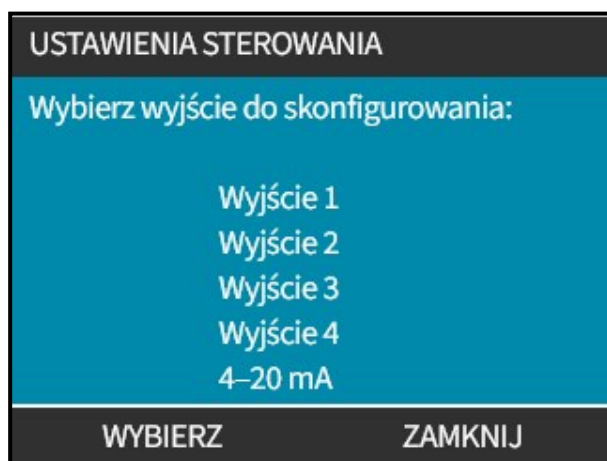 USTAWIENIA STEROWANIA
Wybierz wyjście do skonfigurowania:
Wyjście 1
Wyjście 2
Wyjście 3
Wyjście 4
4–20 mA
WYBIERZ ZAMKNIJ